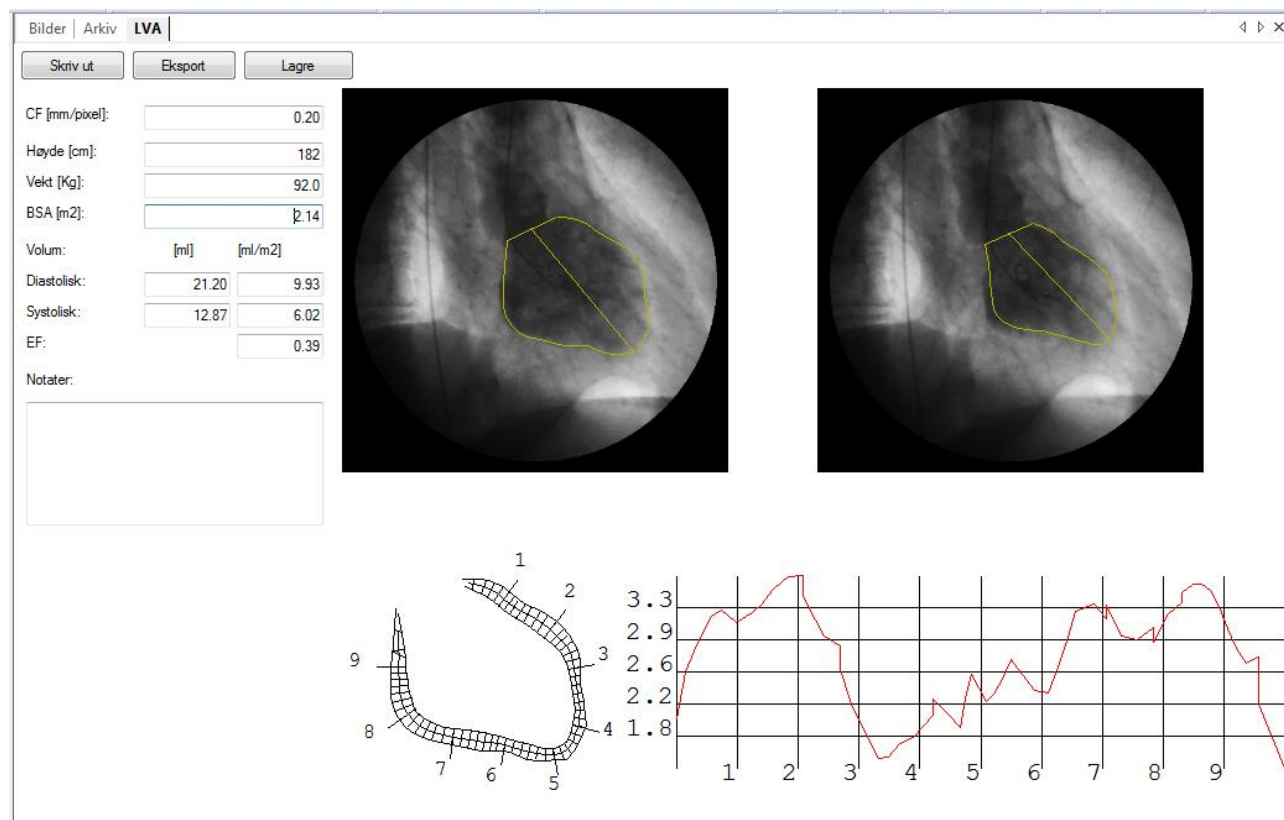 Bilder Arkiv LVA
Skriv ut Eksport Lagre
CF [mm/pixel]: 0.20
Høyde [cm]: 182
Vekt [Kg]: 92.0
BSA [m2]: 2.14
Volum: [ml] [ml/m2]
Diastolisk: 21.20 9.93
Systolisk: 12.87 6.02
EF: 0.39
Notater:
1
2
3
4
5
6
7
8
9
3.3
2.9
2.6
2.2
1.8
1 2 3 4 5 6 7 8 9